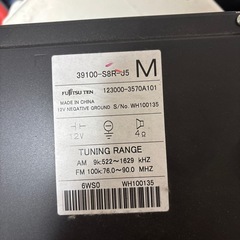 39100-S8R-J5 M
FUJITSU TEN 123000-3570A101
MADE IN CHINA
12V NEGATIVE GROUND S/No. WH100135
12V 4Ω
TUNING RANGE
AM 9k:522~1629 kHZ
FM 100k:76.0~90.0 MHZ
6WS0 WH100135